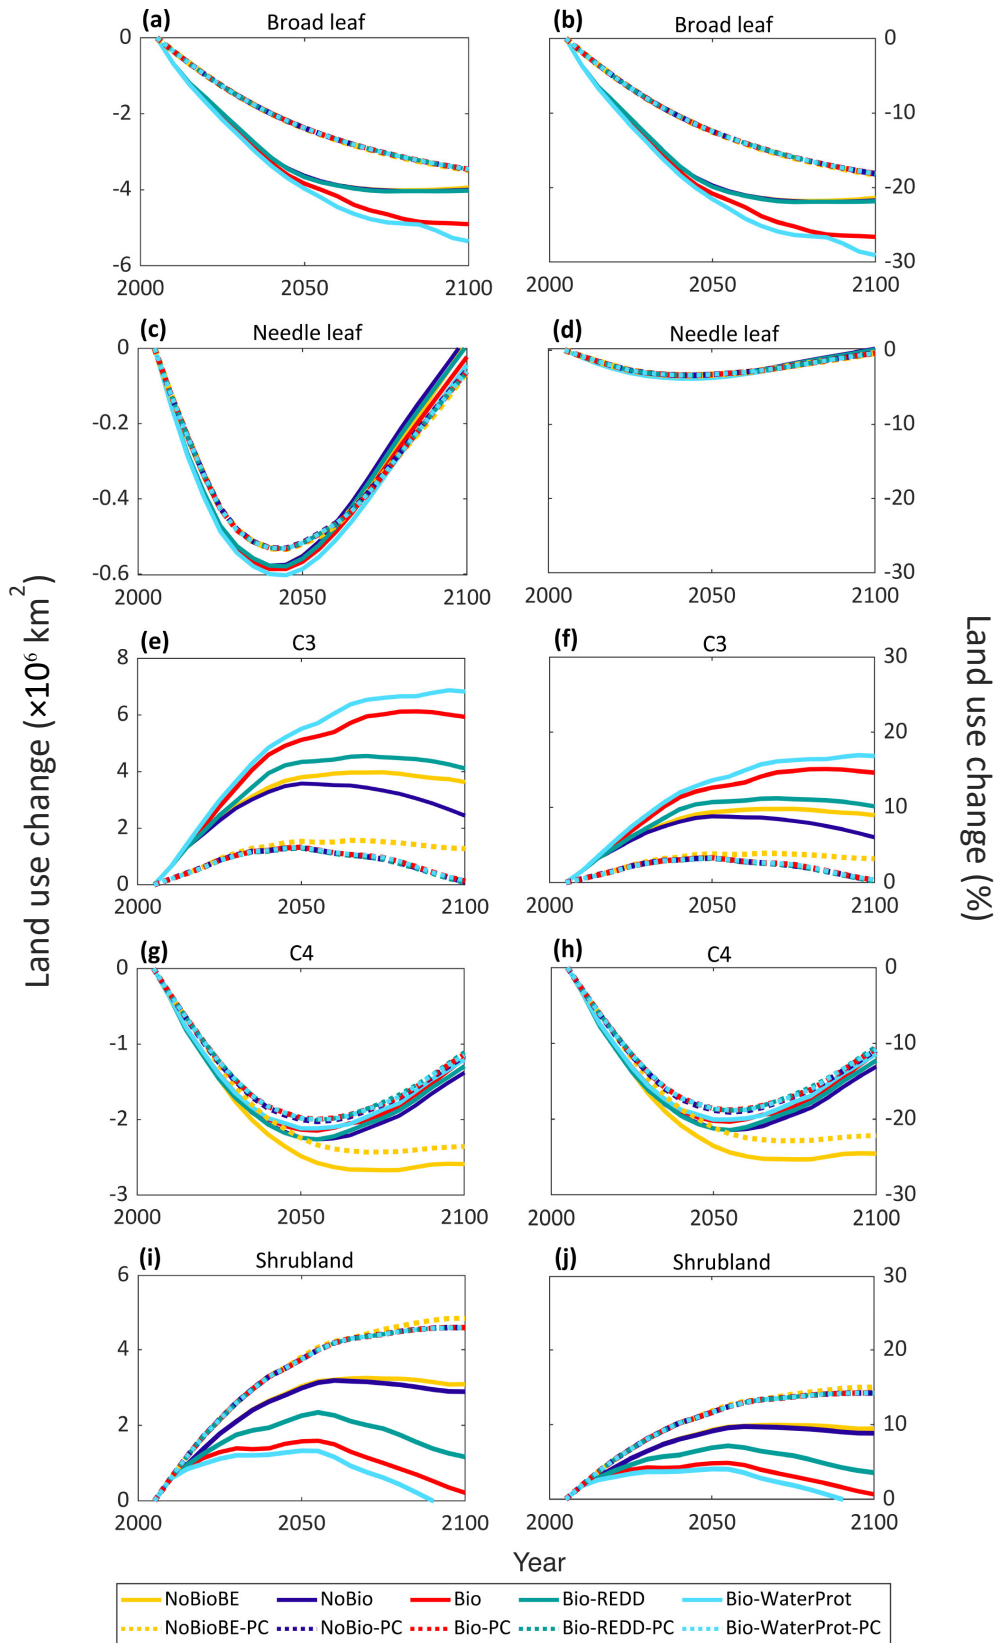 (a) Broad leaf
0
-2
-4
-6
2000 2050 2100
(b) Broad leaf
0
-10
-20
-30
2000 2050 2100
(c) Needle leaf
0
-0.2
-0.4
-0.6
2000 2050 2100
(d) Needle leaf
0
-10
-20
-30
2000 2050 2100
(e) C3
8
6
4
2
0
2000 2050 2100
(f) C3
30
20
10
0
2000 2050 2100
(g) C4
0
-1
-2
-3
2000 2050 2100
(h) C4
0
-10
-20
-30
2000 2050 2100
(i) Shrubland
6
4
2
0
2000 2050 2100
(j) Shrubland
30
20
10
0
2000 2050 2100
Land use change (×10⁶ km²)
Land use change (%)
Year
NoBioBE NoBio Bio Bio-REDD Bio-WaterProt
NoBioBE-PC NoBio-PC Bio-PC Bio-REDD-PC Bio-WaterProt-PC